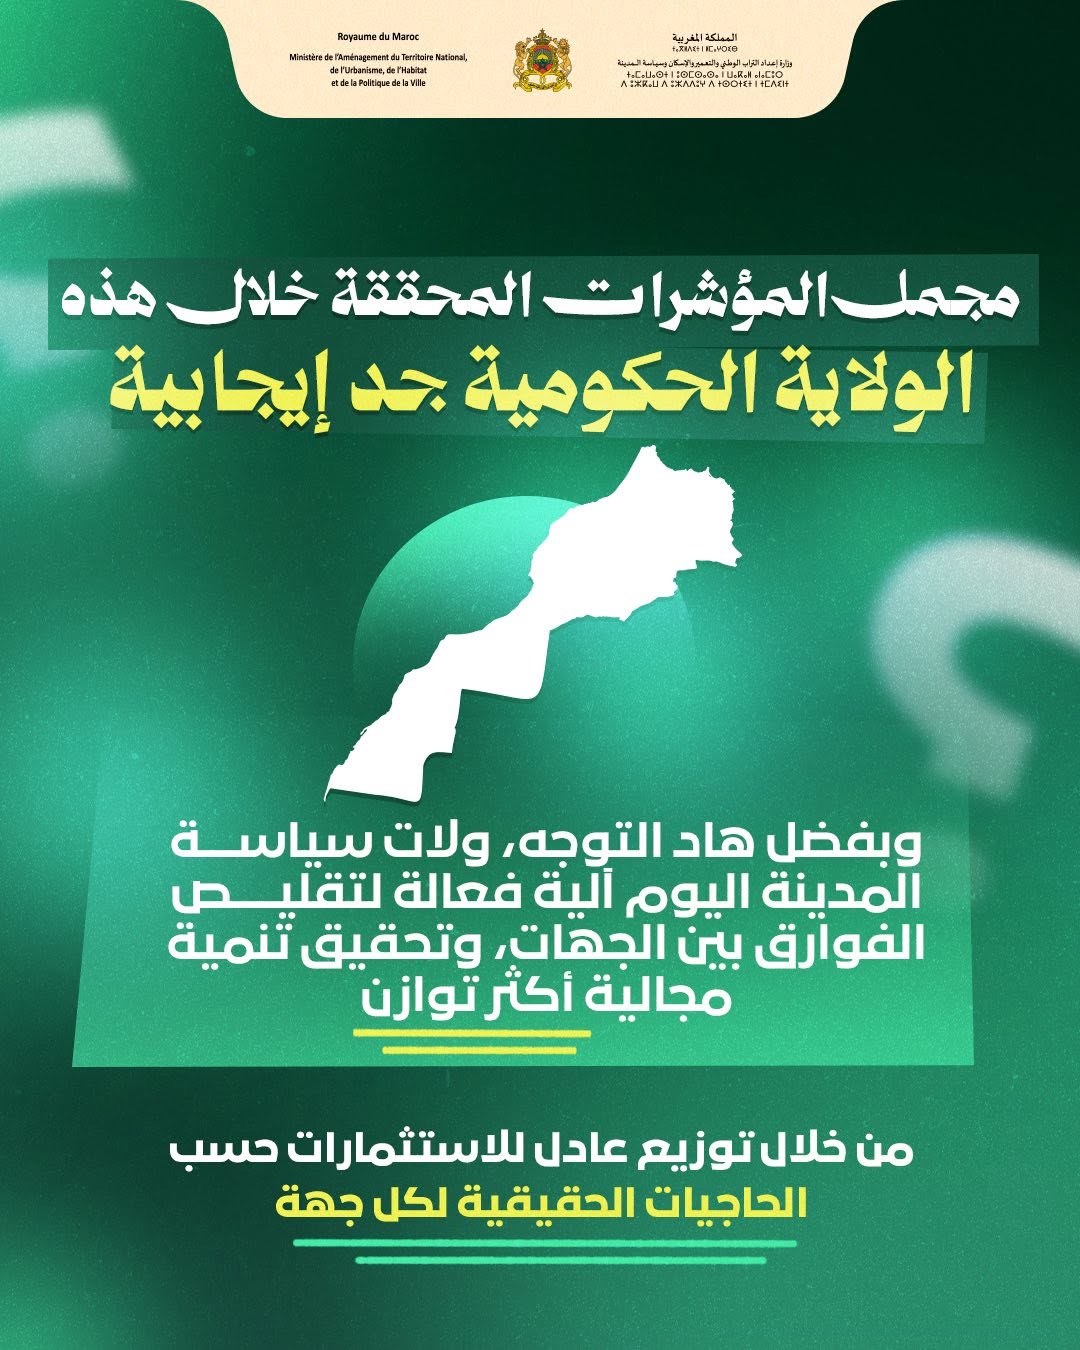 Royaume du Maroc
Ministère de l'Aménagement du Territoire National,
de l'Urbanisme, de l'Habitat
et de la Politique de la Ville
المملكة المغربية
ⵜⴰⴳⵍⴷⵉⵜ ⵏ ⵍⵎⵖⵔⵉⴱ
وزارة إعداد التراب الوطني والتعمير والإسكان وسياسة المدينة
مجمل المؤشرات المحققة خلال هذه
الولاية الحكومية جد إيجابية
وبفضل هاد التوجه، ولات سياسة
المدينة اليوم آلية فعالة لتقليص
الفوارق بين الجهات، وتحقيق تنمية
مجالية أكثر توازن
من خلال توزيع عادل للاستثمارات حسب
الحاجيات الحقيقية لكل جهة